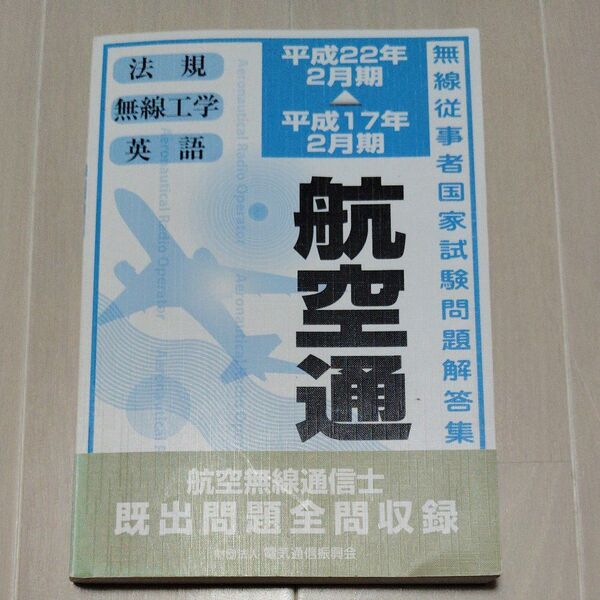 法規
無線工学
英語
平成22年
2月期
平成17年
2月期
無線従事者国家試験問題解答集
航空通
Aeronautical Radio Operator
Aeronautical Radio Operator
航空無線通信士
既出問題全問収録
財団法人 電気通信振興会